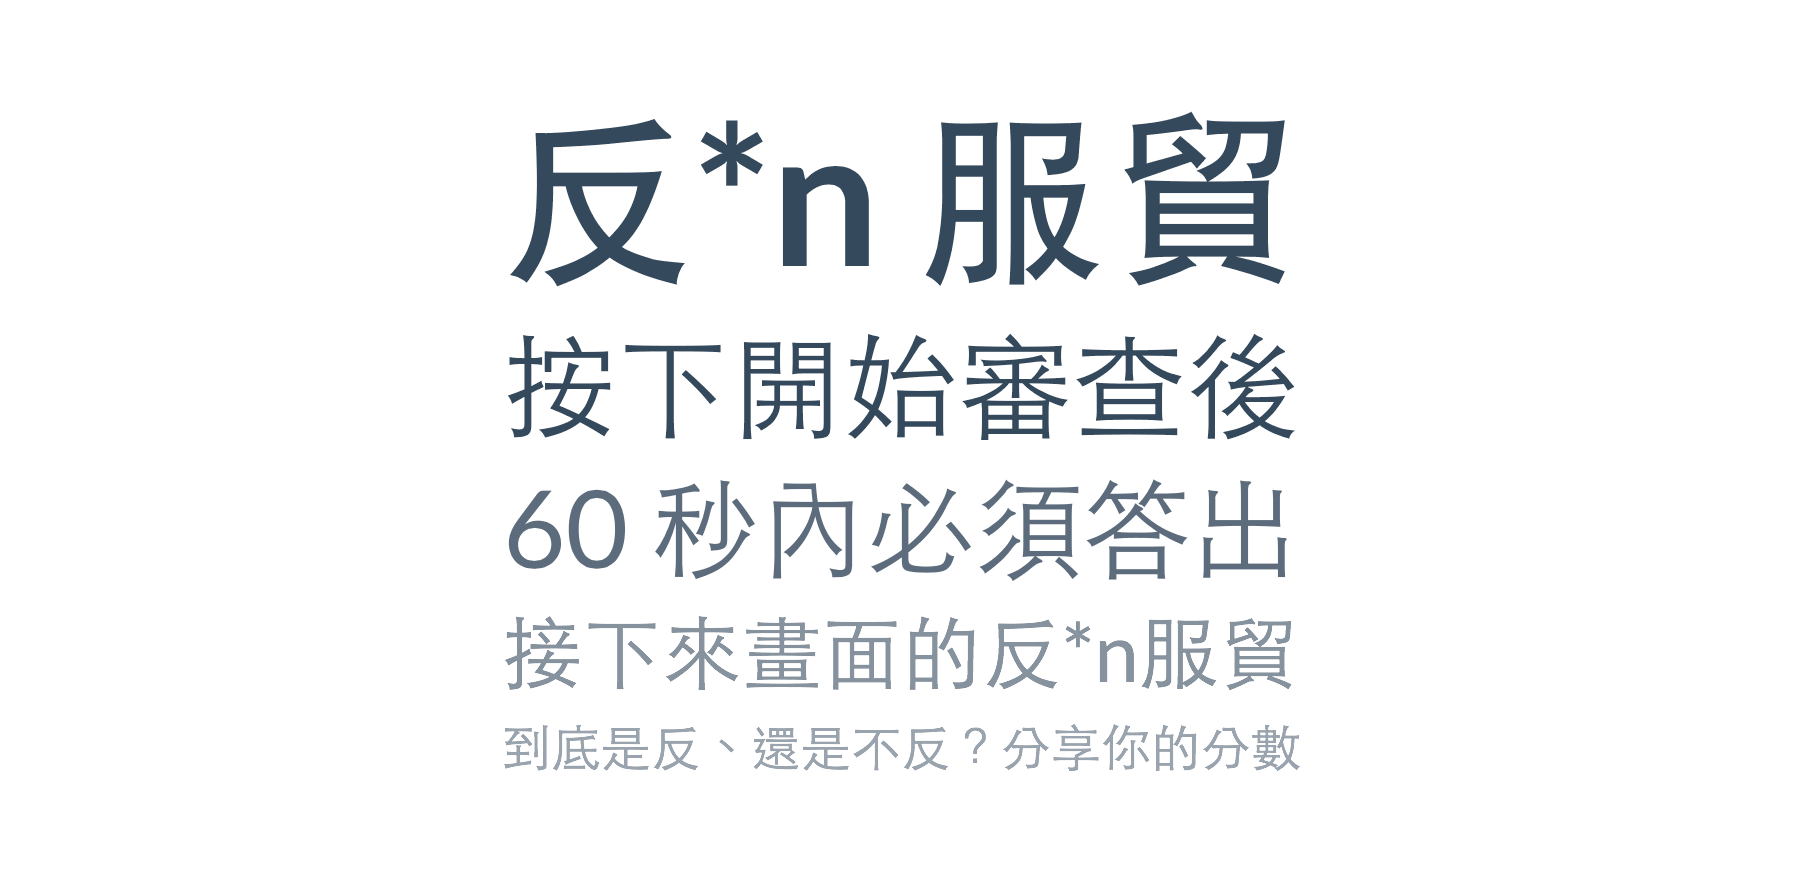 反*n 服貿
按下開始審查後
60 秒內必須答出
接下來畫面的反*n服貿
到底是反、還是不反？分享你的分數